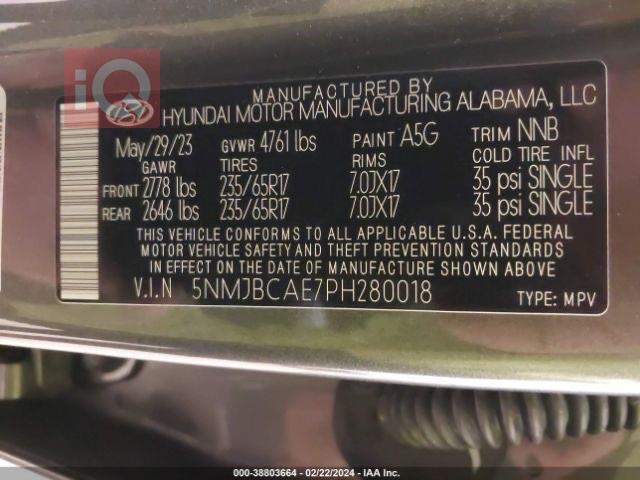 iQ
MANUFACTURED BY
HYUNDAI MOTOR MANUFACTURING ALABAMA, LLC
May/29/23 GVWR 4761 lbs PAINT A5G TRIM NNB
GAWR TIRES RIMS COLD TIRE INFL
FRONT 2778 lbs 235/65R17 7.0JX17 35 psi SINGLE
REAR 2646 lbs 235/65R17 7.0JX17 35 psi SINGLE
THIS VEHICLE CONFORMS TO ALL APPLICABLE U.S.A. FEDERAL
MOTOR VEHICLE SAFETY AND THEFT PREVENTION STANDARDS
IN EFFECT ON THE DATE OF MANUFACTURE SHOWN ABOVE.
V.I.N 5NMJBCAE7PH280018
TYPE: MPV
000-38803664 - 02/22/2024 - IAA Inc.